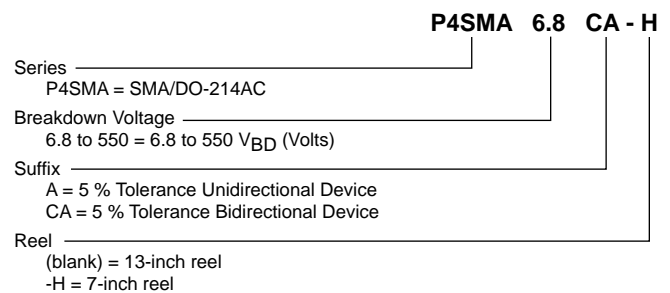 P4SMA 6.8 CA - H
Series
P4SMA = SMA/DO-214AC
Breakdown Voltage
6.8 to 550 = 6.8 to 550 VBD (Volts)
Suffix
A = 5 % Tolerance Unidirectional Device
CA = 5 % Tolerance Bidirectional Device
Reel
(blank) = 13-inch reel
-H = 7-inch reel